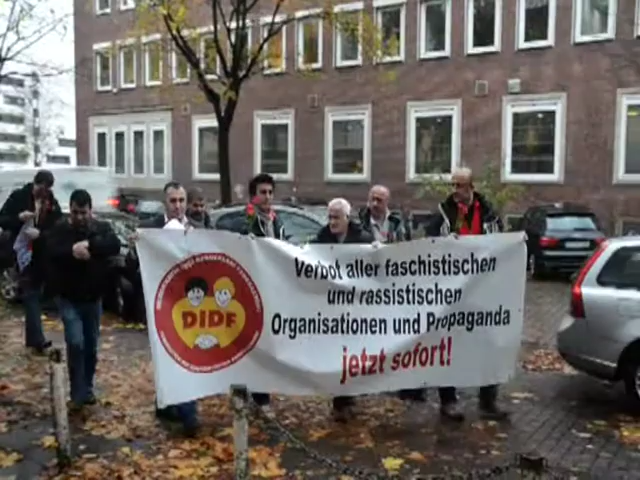 Verbot aller faschistischen
und rassistischen
Organisationen und Propaganda
jetzt sofort!
DIDF